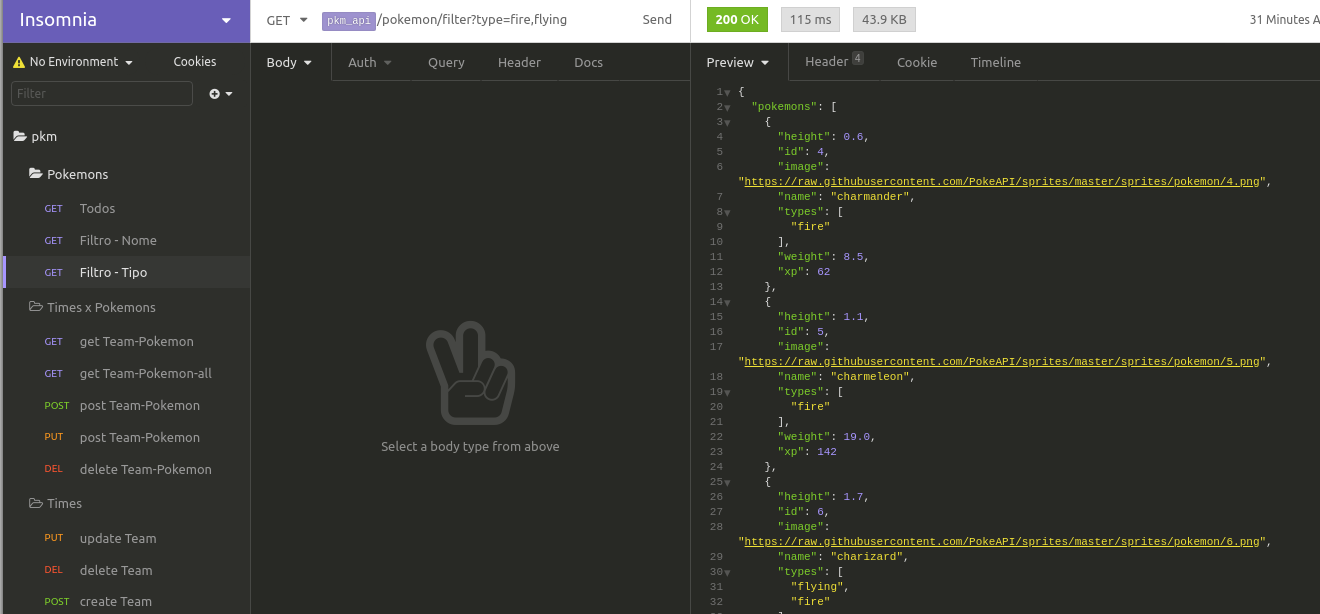 Insomnia
GET pkm_api/pokemon/filter?type=fire,flying Send
200 OK 115 ms 43.9 KB 31 Minutes A
No Environment Cookies
Filter
pkm
Pokemons
GET Todos
GET Filtro - Nome
GET Filtro - Tipo
Times x Pokemons
GET get Team-Pokemon
GET get Team-Pokemon-all
POST post Team-Pokemon
PUT post Team-Pokemon
DEL delete Team-Pokemon
Times
PUT update Team
DEL delete Team
POST create Team
Body Auth Query Header Docs
Select a body type from above
Preview Header 4 Cookie Timeline
1 {
2 "pokemons": [
3 {
4 "height": 0.6,
5 "id": 4,
6 "image":
"https://raw.githubusercontent.com/PokeAPI/sprites/master/sprites/pokemon/4.png",
7 "name": "charmander",
8 "types": [
9 "fire"
10 ],
11 "weight": 8.5,
12 "xp": 62
13 },
14 {
15 "height": 1.1,
16 "id": 5,
17 "image":
"https://raw.githubusercontent.com/PokeAPI/sprites/master/sprites/pokemon/5.png",
18 "name": "charmeleon",
19 "types": [
20 "fire"
21 ],
22 "weight": 19.0,
23 "xp": 142
24 },
25 {
26 "height": 1.7,
27 "id": 6,
28 "image":
"https://raw.githubusercontent.com/PokeAPI/sprites/master/sprites/pokemon/6.png",
29 "name": "charizard",
30 "types": [
31 "flying",
32 "fire"